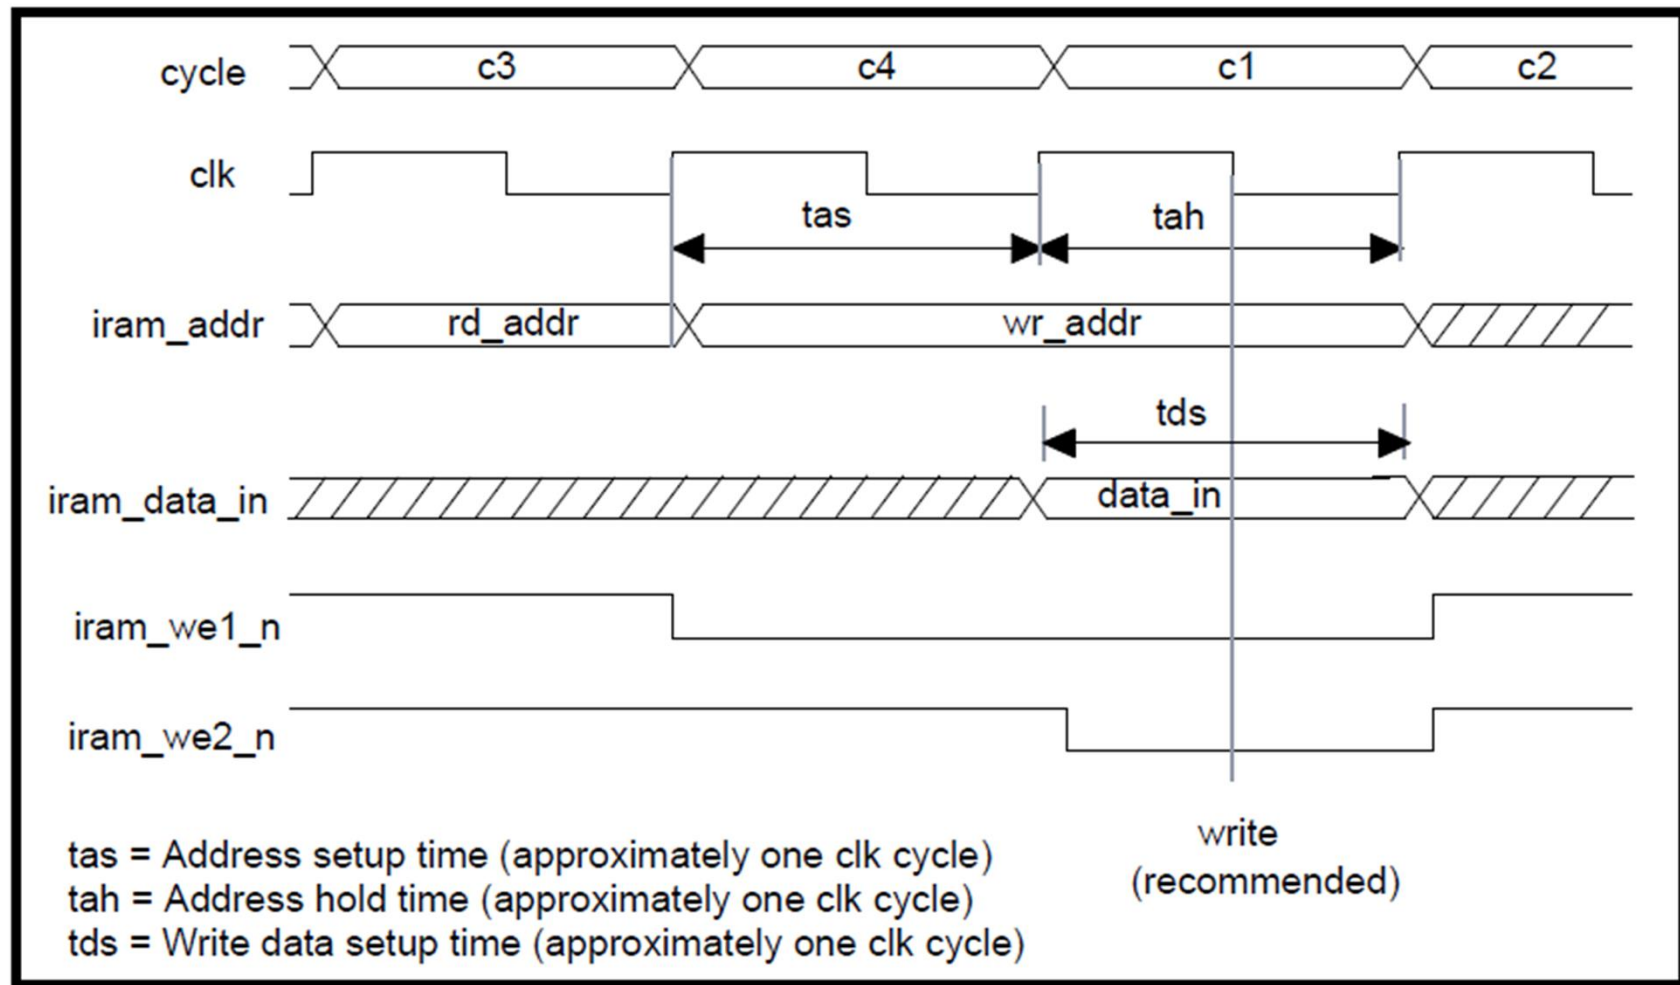 cycle c3 c4 c1 c2
clk
tas tah
iram_addr rd_addr wr_addr
tds
iram_data_in data_in
iram_we1_n
iram_we2_n
write
(recommended)
tas = Address setup time (approximately one clk cycle)
tah = Address hold time (approximately one clk cycle)
tds = Write data setup time (approximately one clk cycle)